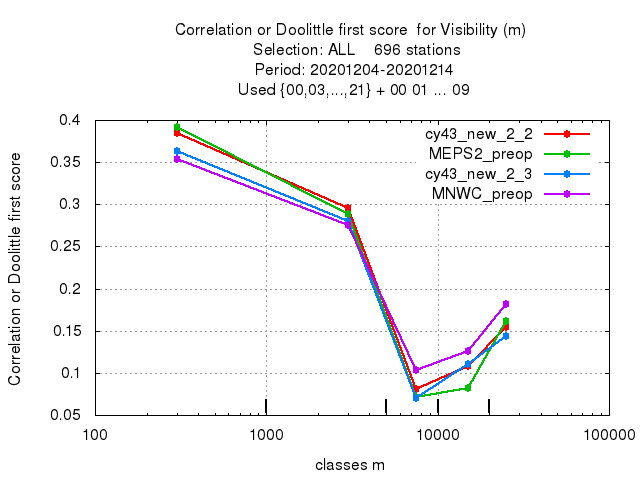 Correlation or Doolittle first score  for Visibility (m)
Selection: ALL    696 stations
Period: 20201204-20201214
Used {00,03,...,21} + 00 01 ... 09
0.4
0.35
0.3
0.25
0.2
0.15
0.1
0.05
Correlation or Doolittle first score
cy43_new_2_2
MEPS2_preop
cy43_new_2_3
MNWC_preop
100
1000
10000
100000
classes m